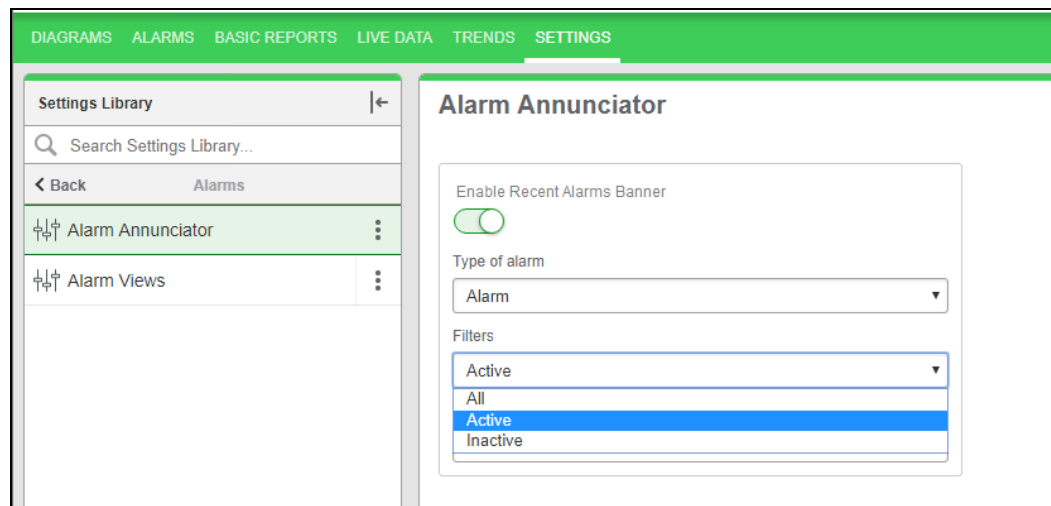 DIAGRAMS ALARMS BASIC REPORTS LIVE DATA TRENDS SETTINGS
Settings Library
Search Settings Library...
Back Alarms
Alarm Annunciator
Alarm Views
Alarm Annunciator
Enable Recent Alarms Banner
Type of alarm
Alarm
Filters
Active
All
Active
Inactive